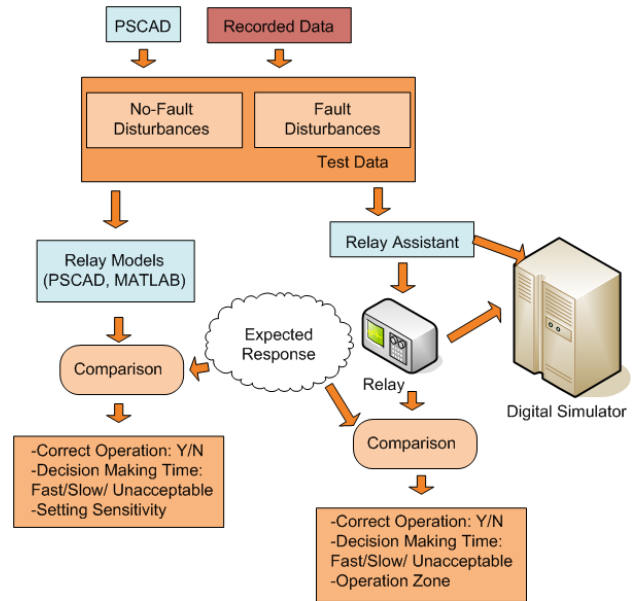 PSCAD
Recorded Data
No-Fault
Disturbances
Fault
Disturbances
Test Data
Relay Models
(PSCAD, MATLAB)
Relay Assistant
Expected
Response
Comparison
Relay
Digital Simulator
Comparison
-Correct Operation: Y/N
-Decision Making Time:
Fast/Slow/ Unacceptable
-Setting Sensitivity
-Correct Operation: Y/N
-Decision Making Time:
Fast/Slow/ Unacceptable
-Operation Zone